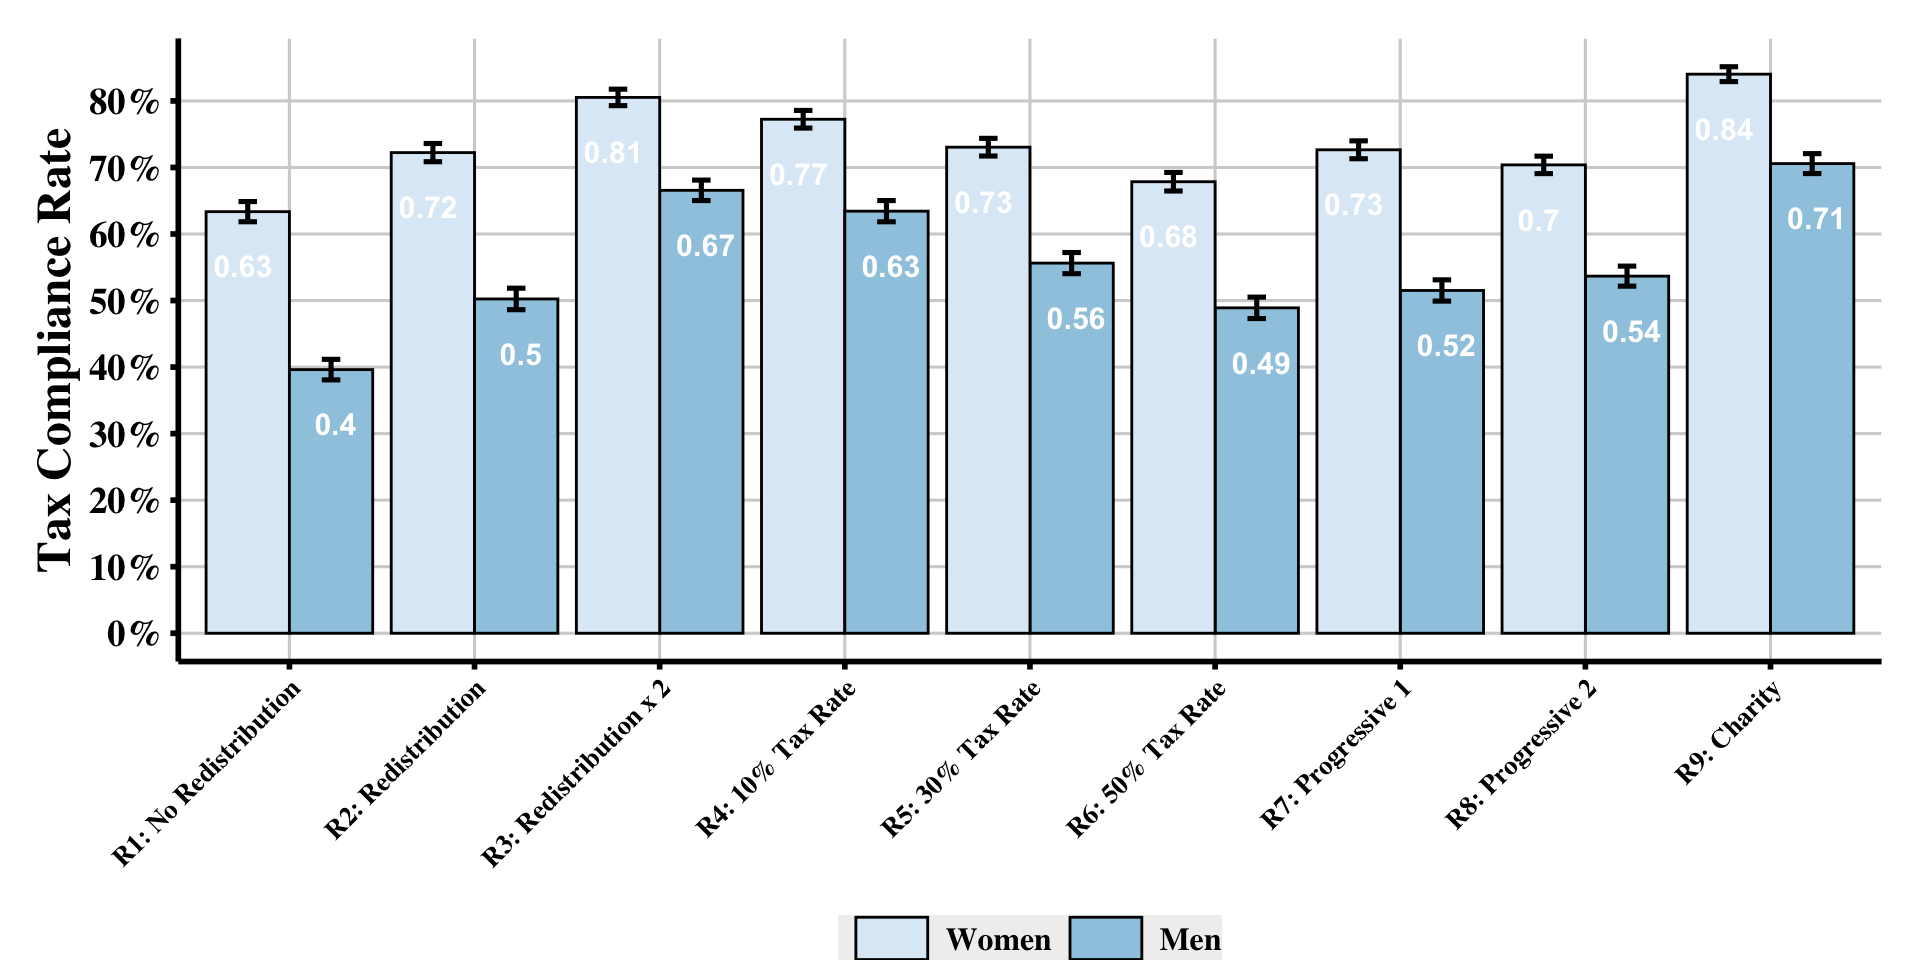 Tax Compliance Rate
80%
70%
60%
50%
40%
30%
20%
10%
0%
0.63
0.4
0.72
0.5
0.81
0.67
0.77
0.63
0.73
0.56
0.68
0.49
0.73
0.52
0.7
0.54
0.84
0.71
R1: No Redistribution
R2: Redistribution
R3: Redistribution x 2
R4: 10% Tax Rate
R5: 30% Tax Rate
R6: 50% Tax Rate
R7: Progressive 1
R8: Progressive 2
R9: Charity
Women
Men